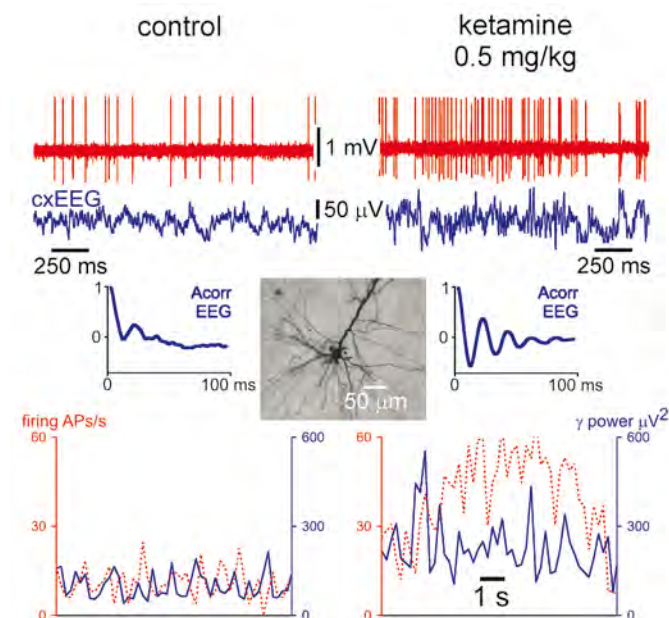 control
ketamine
0.5 mg/kg
1 mV
cxEEG
50 μV
250 ms
250 ms
1
0
Acorr
EEG
0
100 ms
50 μm
1
0
Acorr
EEG
0
100 ms
firing APs/s
γ power μV²
60
30
0
600
300
0
60
30
0
600
300
0
1 s